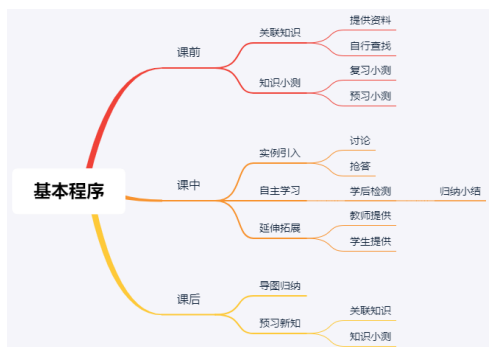 基本程序
课前
关联知识
提供资料
自行查找
知识小测
复习小测
预习小测
课中
实例引入
讨论
抢答
自主学习
学后检测
归纳小结
延伸拓展
教师提供
学生提供
课后
导图归纳
预习新知
关联知识
知识小测